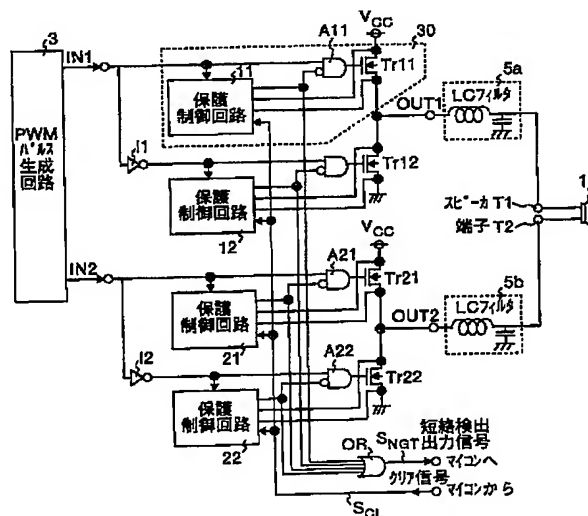 3
IN1
PWM
パルス
生成
回路
A11
VCC
30
11
保護
制御回路
Tr11
OUT1
5a
LCフィルタ
I1
保護
制御回路
12
Tr12
VCC
1
スピーカ T1
端子 T2
IN2
A21
Tr21
保護
制御回路
21
OUT2
5b
LCフィルタ
I2
A22
Tr22
保護
制御回路
22
OR
SNGT
短絡検出
出力信号
マイコンへ
クリア信号
マイコンから
SCL